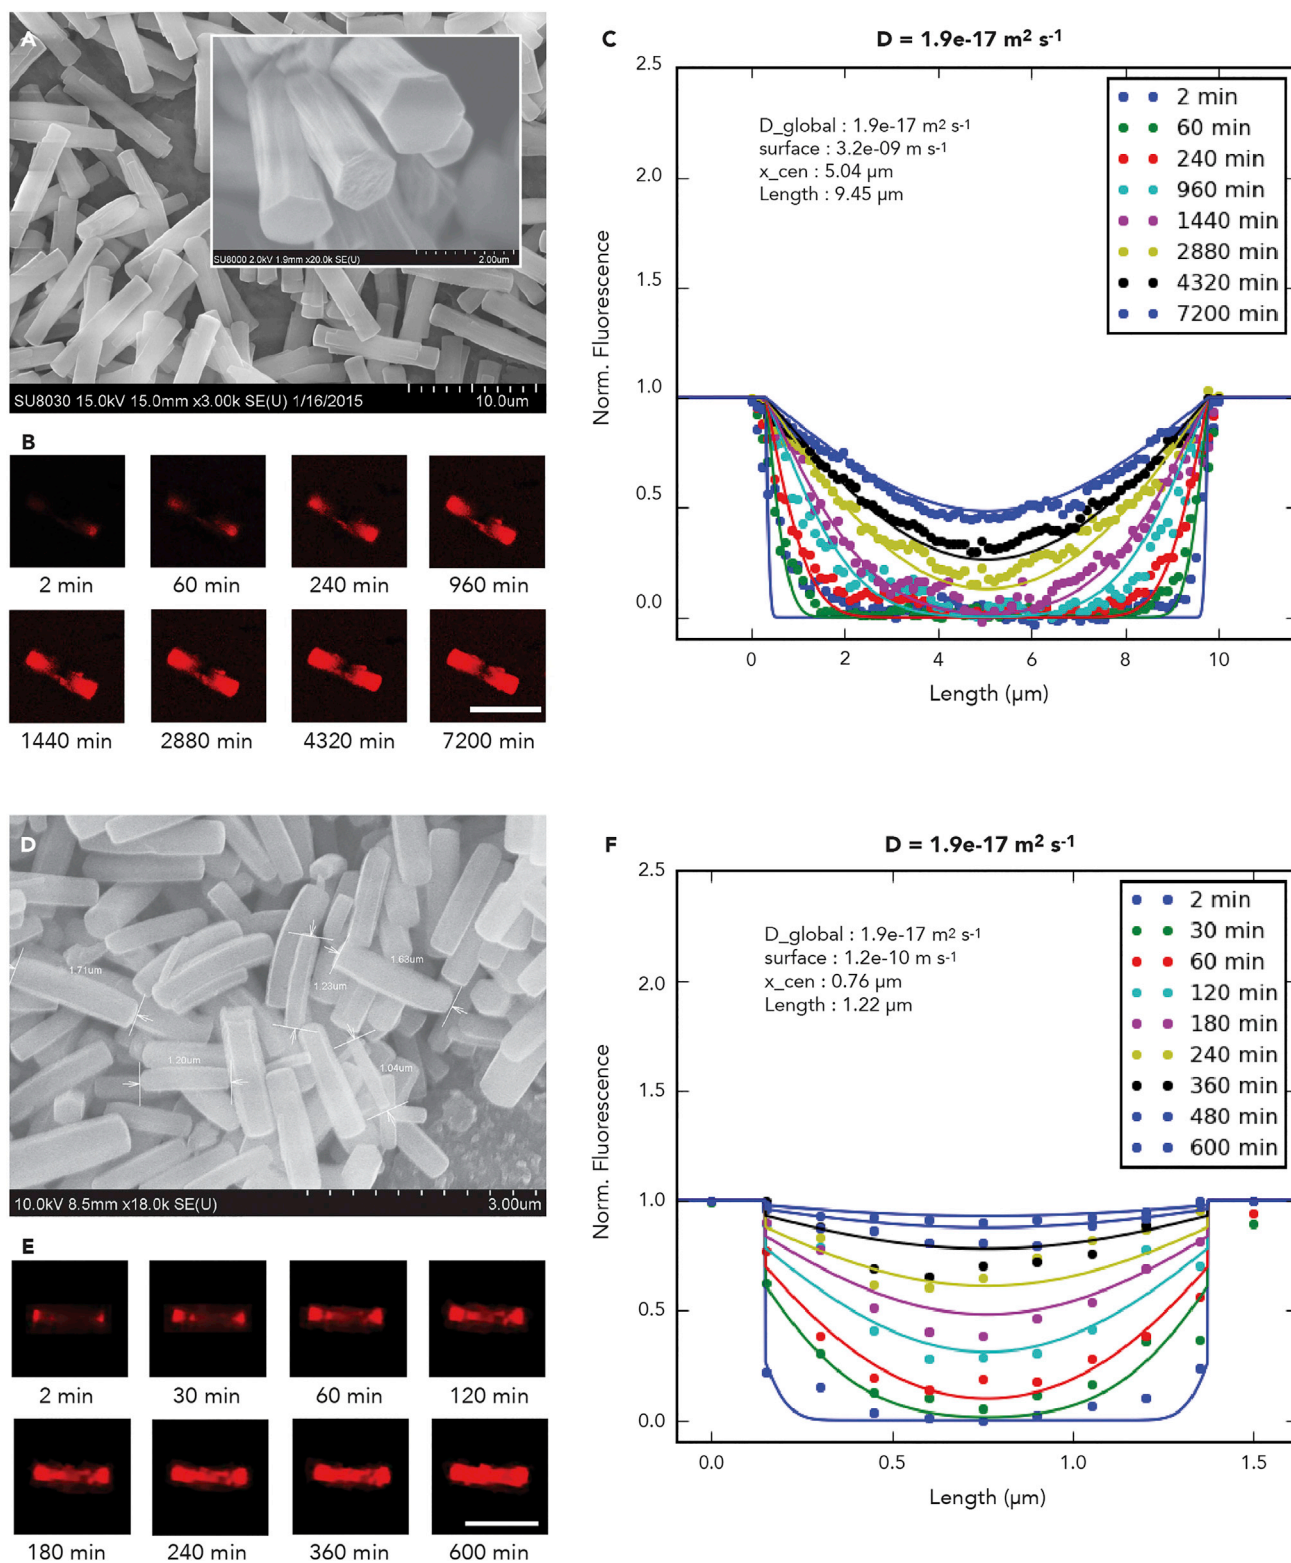 A
SU8000 2.0kV 1.9mm x20.0k SE(U)
2.00um
SU8030 15.0kV 15.0mm x3.00k SE(U) 1/16/2015
10.0um
B
2 min
60 min
240 min
960 min
1440 min
2880 min
4320 min
7200 min
C
D = 1.9e-17 m² s⁻¹
2.5
2.0
1.5
1.0
0.5
0.0
Norm. Fluorescence
D_global : 1.9e-17 m² s⁻¹
surface : 3.2e-09 m s⁻¹
x_cen : 5.04 µm
Length : 9.45 µm
2 min
60 min
240 min
960 min
1440 min
2880 min
4320 min
7200 min
0
2
4
6
8
10
Length (µm)
D
1.71um
1.63um
1.23um
1.20um
1.04um
10.0kV 8.5mm x18.0k SE(U)
3.00um
E
2 min
30 min
60 min
120 min
180 min
240 min
360 min
600 min
F
D = 1.9e-17 m² s⁻¹
2.5
2.0
1.5
1.0
0.5
0.0
Norm. Fluorescence
D_global : 1.9e-17 m² s⁻¹
surface : 1.2e-10 m s⁻¹
x_cen : 0.76 µm
Length : 1.22 µm
2 min
30 min
60 min
120 min
180 min
240 min
360 min
480 min
600 min
0.0
0.5
1.0
1.5
Length (µm)